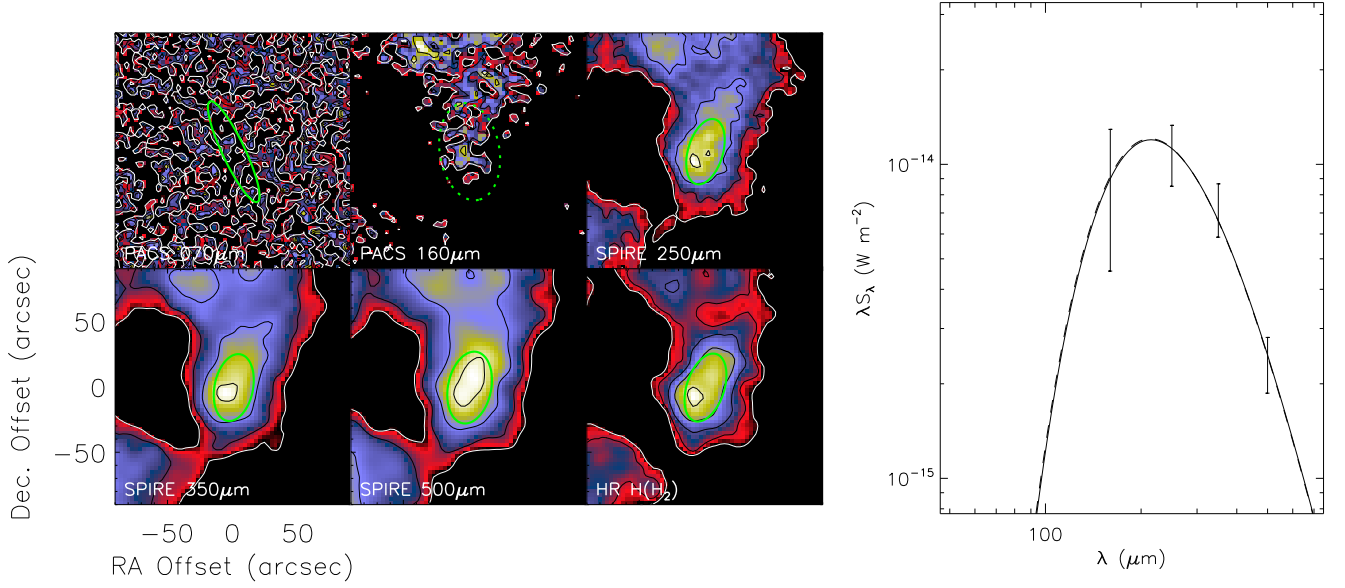 PACS 070μm
PACS 160μm
SPIRE 250μm
SPIRE 350μm
SPIRE 500μm
HR H(H₂)
50
0
−50
Dec. Offset (arcsec)
−50 0 50
RA Offset (arcsec)
10⁻¹⁴
10⁻¹⁵
λS_λ (W m⁻²)
100
λ (μm)